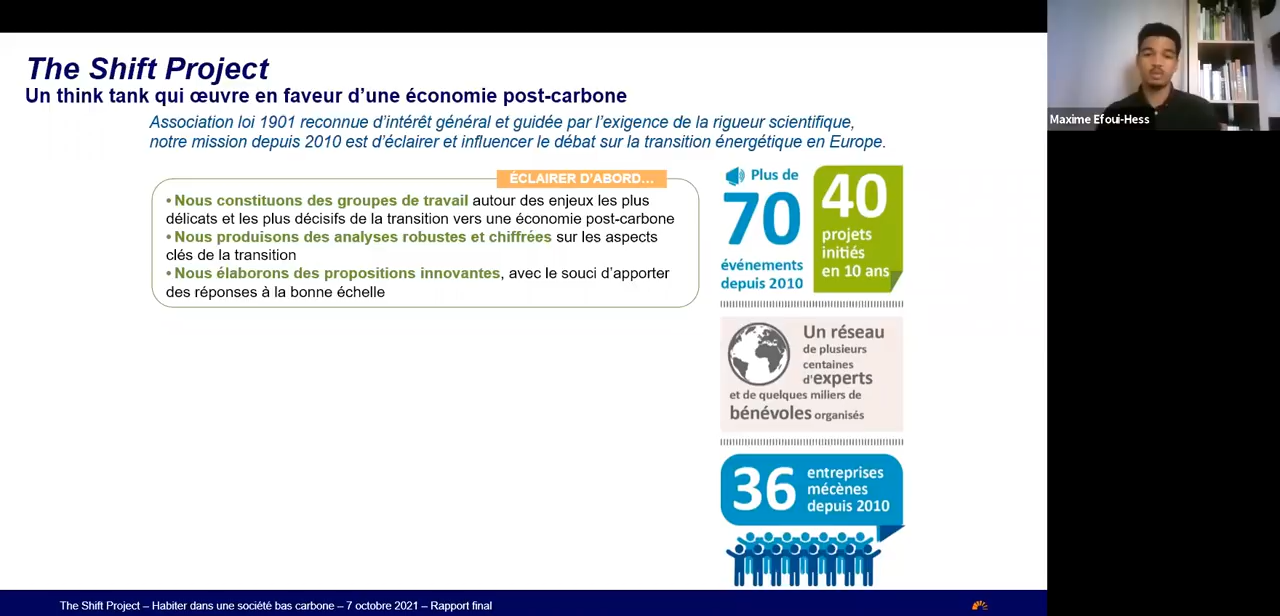 The Shift Project
Un think tank qui œuvre en faveur d'une économie post-carbone
Association loi 1901 reconnue d'intérêt général et guidée par l'exigence de la rigueur scientifique,
notre mission depuis 2010 est d'éclairer et influencer le débat sur la transition énergétique en Europe.
ÉCLAIRER D'ABORD…
• Nous constituons des groupes de travail autour des enjeux les plus
délicats et les plus décisifs de la transition vers une économie post-carbone
• Nous produisons des analyses robustes et chiffrées sur les aspects
clés de la transition
• Nous élaborons des propositions innovantes, avec le souci d'apporter
des réponses à la bonne échelle
Plus de
70
événements
depuis 2010
40
projets
initiés
en 10 ans
Un réseau
de plusieurs
centaines
d'experts
et de quelques miliers de
bénévoles organisés
36
entreprises
mécènes
depuis 2010
The Shift Project – Habiter dans une société bas carbone – 7 octobre 2021 – Rapport final
Maxime Efoui-Hess